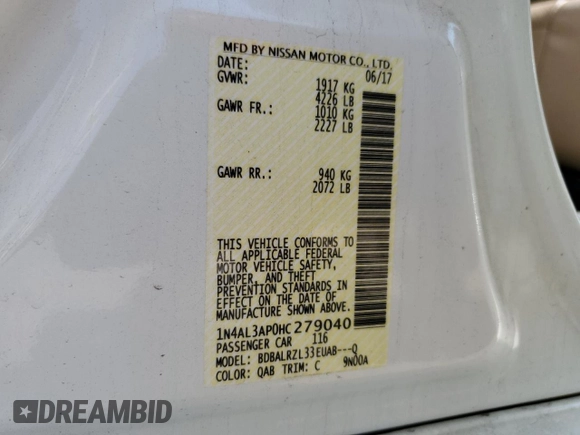 MFD BY NISSAN MOTOR CO., LTD.
DATE: 06/17
GVWR: 1917 KG
4226 LB
GAWR FR.: 1010 KG
2227 LB
GAWR RR.: 940 KG
2072 LB
THIS VEHICLE CONFORMS TO
ALL APPLICABLE FEDERAL
MOTOR VEHICLE SAFETY,
BUMPER, AND THEFT
PREVENTION STANDARDS IN
EFFECT ON THE DATE OF
MANUFACTURE SHOWN ABOVE.
1N4AL3AP0HC279040
PASSENGER CAR 116
MODEL: BDBALRZL33EUAB---Q
COLOR: QAB TRIM: C 9N00A
DREAMBID